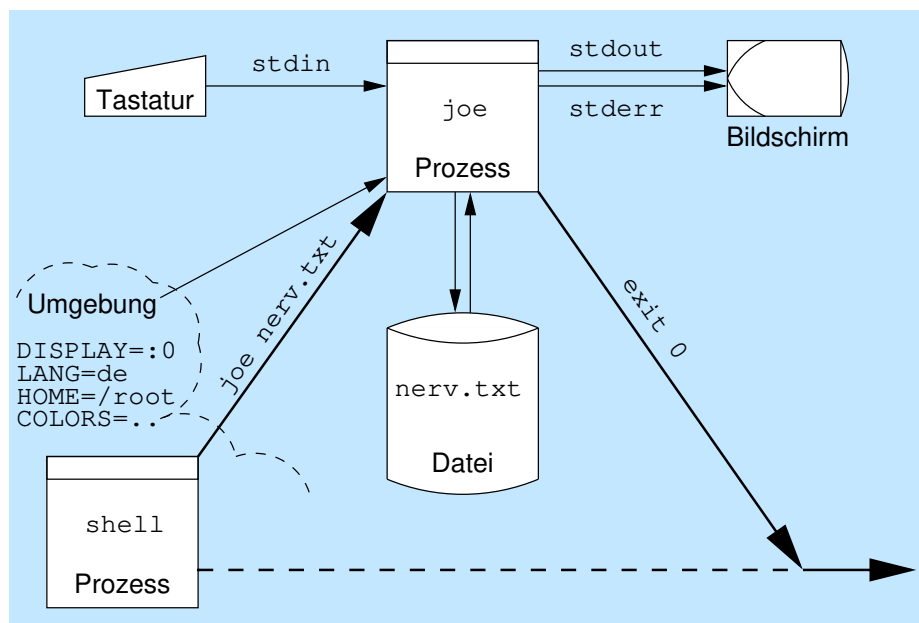 stdin
stdout
Tastatur
joe
stderr
Prozess
Bildschirm
Umgebung
joe nerv.txt
exit 0
DISPLAY=:0
LANG=de
HOME=/root
COLORS=..
nerv.txt
Datei
shell
Prozess